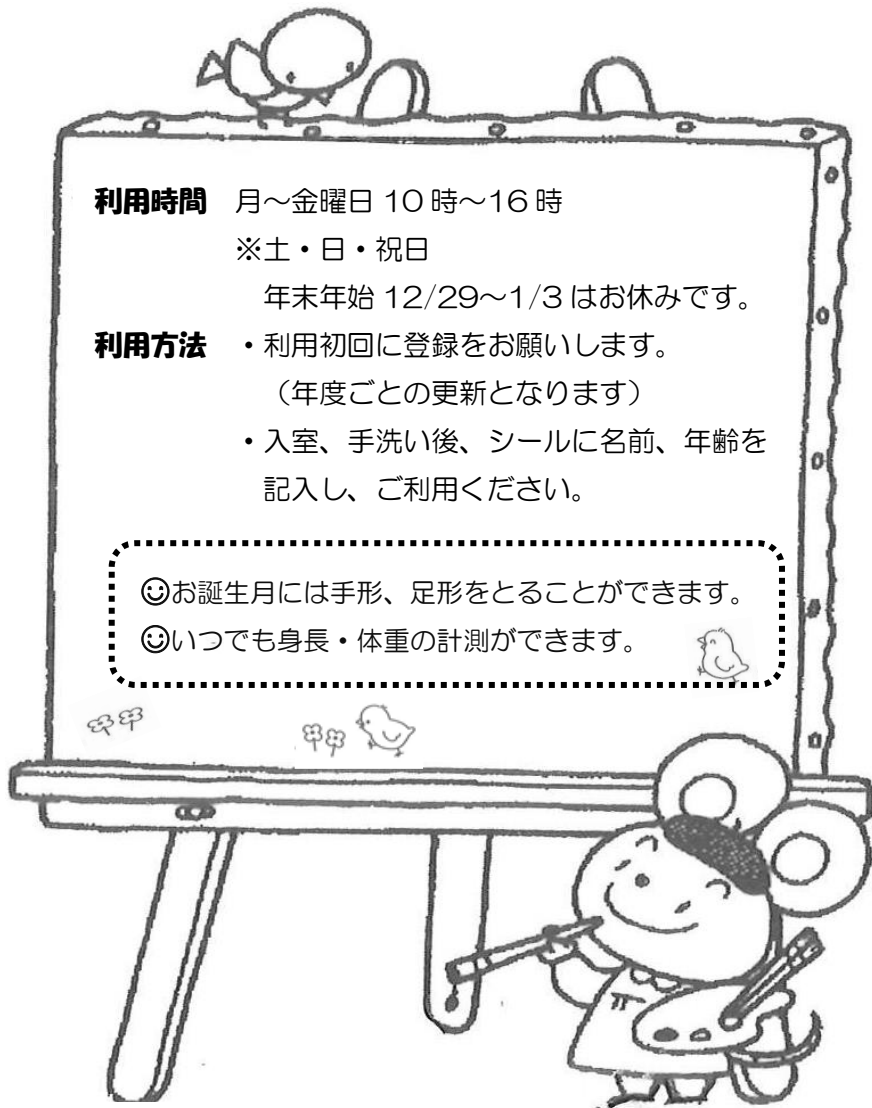 利用時間 月～金曜日 10時～16時
※土・日・祝日
年末年始 12/29～1/3 はお休みです。
利用方法 ・利用初回に登録をお願いします。
（年度ごとの更新となります）
・入室、手洗い後、シールに名前、年齢を
記入し、ご利用ください。
☺お誕生月には手形、足形をとることができます。
☺いつでも身長・体重の計測ができます。